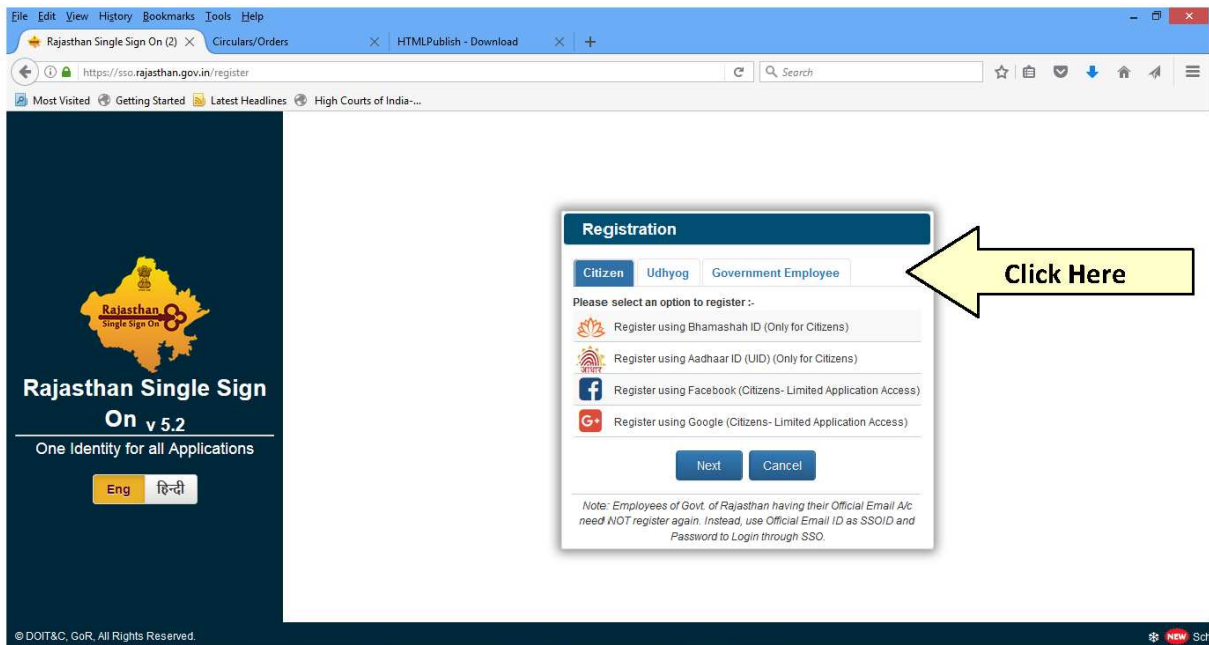 File Edit View History Bookmarks Tools Help
Rajasthan Single Sign On (2)
Circulars/Orders
HTMLPublish - Download
https://sso.rajasthan.gov.in/register
Search
Most Visited Getting Started Latest Headlines High Courts of India-...
Rajasthan
Single Sign On
Rajasthan Single Sign
On v 5.2
One Identity for all Applications
Eng हिन्दी
Registration
Citizen Udhyog Government Employee
Please select an option to register :-
Register using Bhamashah ID (Only for Citizens)
आधार
Register using Aadhaar ID (UID) (Only for Citizens)
Register using Facebook (Citizens- Limited Application Access)
G+
Register using Google (Citizens- Limited Application Access)
Next Cancel
Note: Employees of Govt. of Rajasthan having their Official Email A/c
need NOT register again. Instead, use Official Email ID as SSOID and
Password to Login through SSO.
Click Here
© DOIT&C, GoR, All Rights Reserved.
NEW Sch